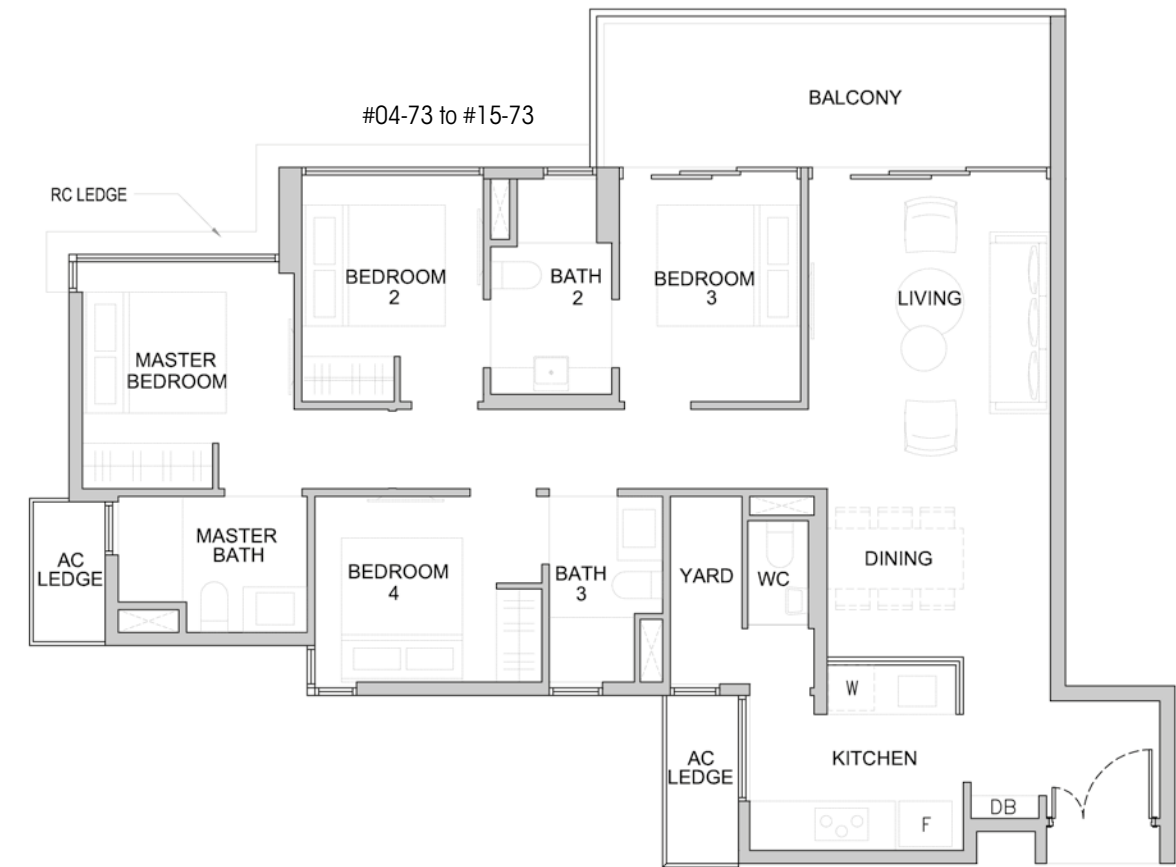 BALCONY
#04-73 to #15-73
RC LEDGE
BEDROOM
2
BATH
2
BEDROOM
3
LIVING
MASTER
BEDROOM
MASTER
BATH
AC
LEDGE
BEDROOM
4
BATH
3
YARD
WC
DINING
W
KITCHEN
AC
LEDGE
F
DB